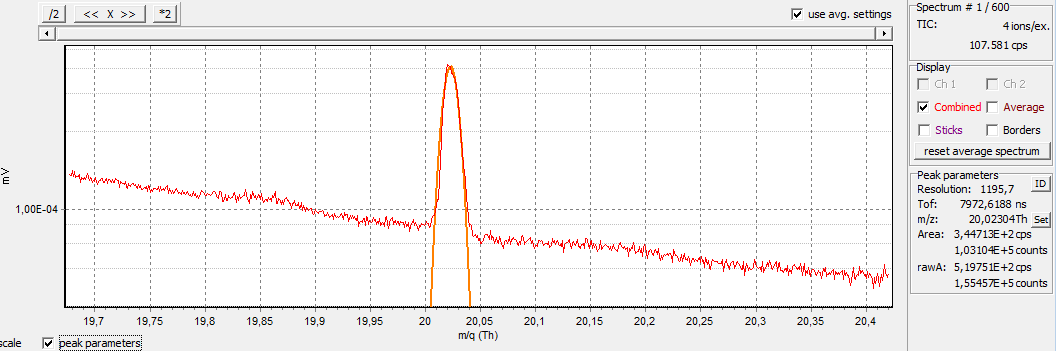 /2 << X >> *2
use avg. settings
mV
1,00E-04
19,7 19,75 19,8 19,85 19,9 19,95 20 20,05 20,1 20,15 20,2 20,25 20,3 20,35 20,4
m/q (Th)
scale peak parameters
Spectrum # 1 / 600
TIC: 4 ions/ex.
107.581 cps
Display
Ch 1 Ch 2
Combined Average
Sticks Borders
reset average spectrum
Peak parameters
ID
Resolution: 1195,7
Tof: 7972,6188 ns
m/z: 20,02304Th Set
Area: 3,44713E+2 cps
1,03104E+5 counts
rawA: 5,19751E+2 cps
1,55457E+5 counts